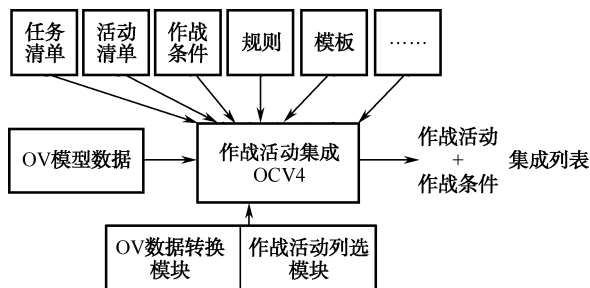 任务
清单
活动
清单
作战
条件
规则
模板
……
OV模型数据
作战活动集成
OCV4
作战活动
+
作战条件
集成列表
OV数据转换
模块
作战活动列选
模块